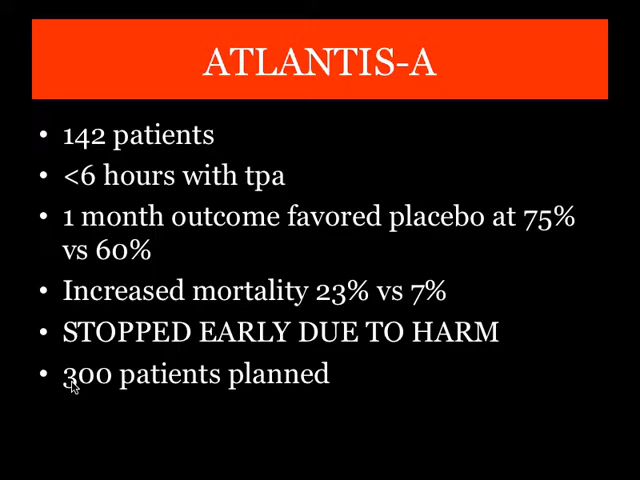 ATLANTIS-A
• 142 patients
• <6 hours with tpa
• 1 month outcome favored placebo at 75%
vs 60%
• Increased mortality 23% vs 7%
• STOPPED EARLY DUE TO HARM
• 300 patients planned